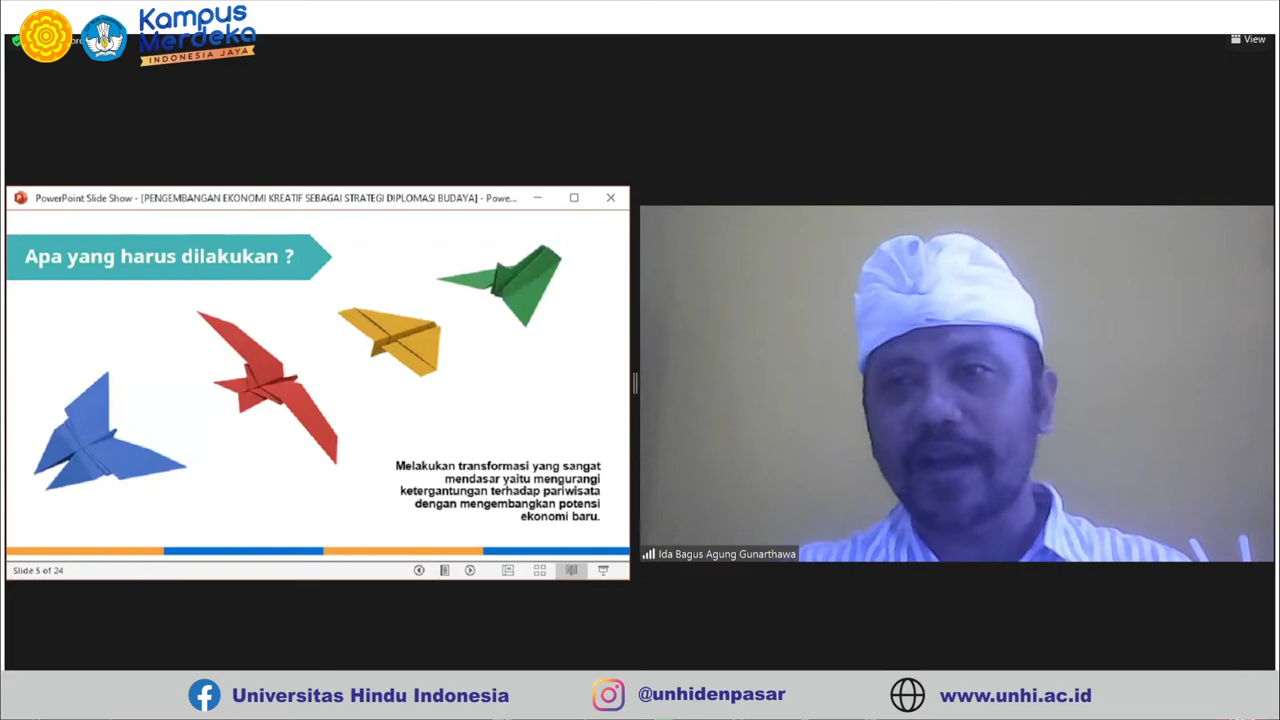 Kampus
Merdeka
INDONESIA JAYA
View
PowerPoint Slide Show - [PENGEMBANGAN EKONOMI KREATIF SEBAGAI STRATEGI DIPLOMASI BUDAYA] - Powe...
Apa yang harus dilakukan ?
Melakukan transformasi yang sangat
mendasar yaitu mengurangi
ketergantungan terhadap pariwisata
dengan mengembangkan potensi
ekonomi baru.
Slide 5 of 24
Ida Bagus Agung Gunarthawa
Universitas Hindu Indonesia
@unhidenpasar
www.unhi.ac.id